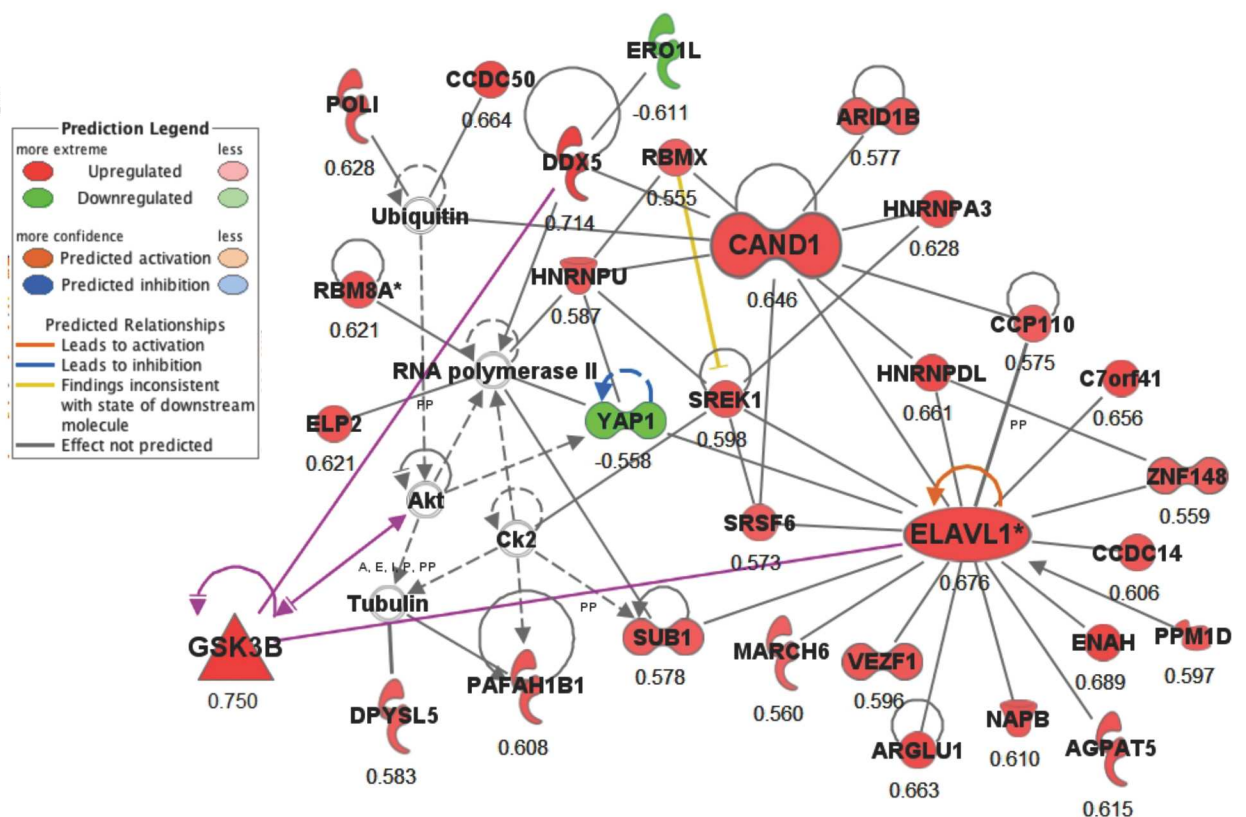 ERO1L
-0.611
CCDC50
0.664
POLI
0.628
ARID1B
0.577
Prediction Legend
more extreme less
Upregulated
Downregulated
more confidence less
Predicted activation
Predicted inhibition
Predicted Relationships
Leads to activation
Leads to inhibition
Findings inconsistent
with state of downstream
molecule
Effect not predicted
DDX5
0.714
RBMX
0.555
Ubiquitin
HNRNPA3
0.628
CAND1
0.646
RBM8A*
0.621
HNRNPU
0.587
CCP110
0.575
RNA polymerase II
HNRNPDL
0.661
C7orf41
0.656
PP
ELP2
0.621
YAP1
-0.558
SREK1
0.598
PP
ZNF148
0.559
Akt
SRSF6
0.573
ELAVL1*
0.676
Ck2
CCDC14
0.606
A, E, I, P, PP
Tubulin
PP
GSK3B
0.750
SUB1
0.578
MARCH6
0.560
VEZF1
0.596
ENAH
0.689
PPM1D
0.597
PAFAH1B1
0.608
DPYSL5
0.583
ARGLU1
0.663
NAPB
0.610
AGPAT5
0.615